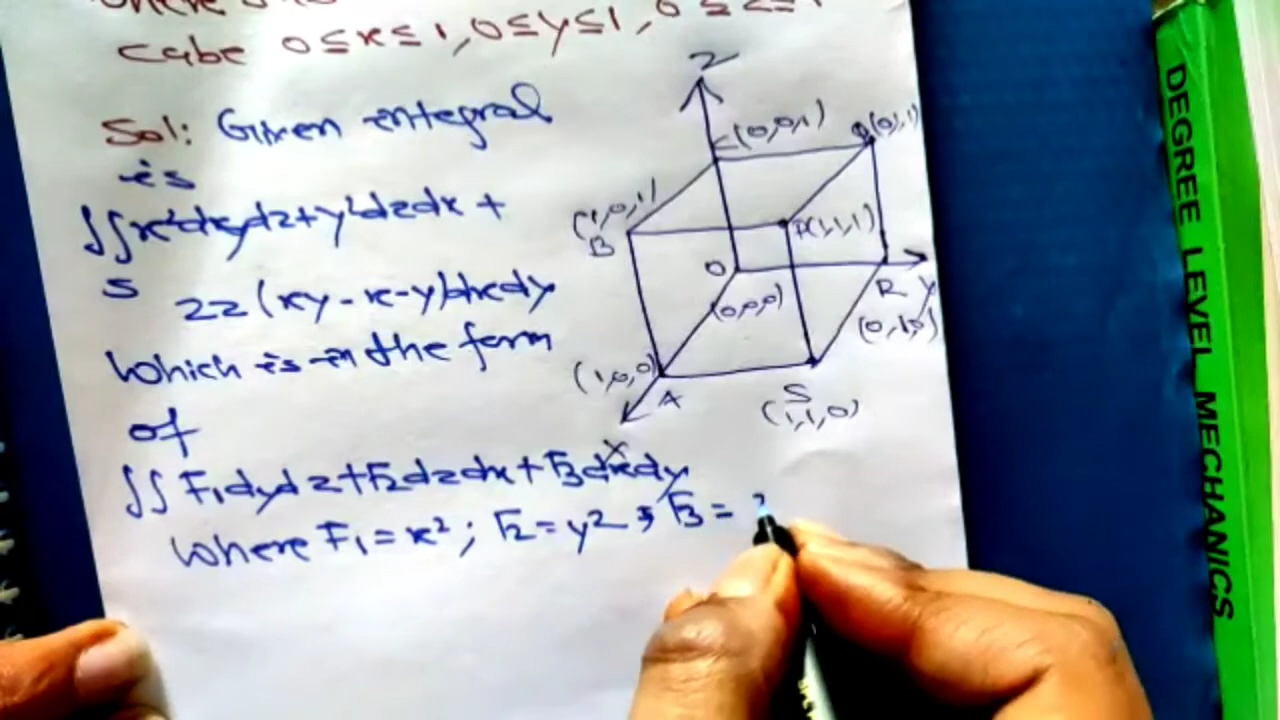 where S is
cube 0≤x≤1, 0≤y≤1, 0≤z≤1
Sol: Given integral
is
∬x²dydz+y²dzdx +
S
2z(xy-x-y)dxdy
which is in the form
of
∬ F₁dydz+F₂dzdx+F₃dxdy
where F₁=x²; F₂=y² ; F₃=
Z
C(0,0,1)
Q(0,1,1)
(1,0,1)
B
P(1,1,1)
O
(0,0,0)
R
Y
(0,1,0)
(1,0,0)
A
X
S
(1,1,0)
DEGREE LEVEL MECHANICS